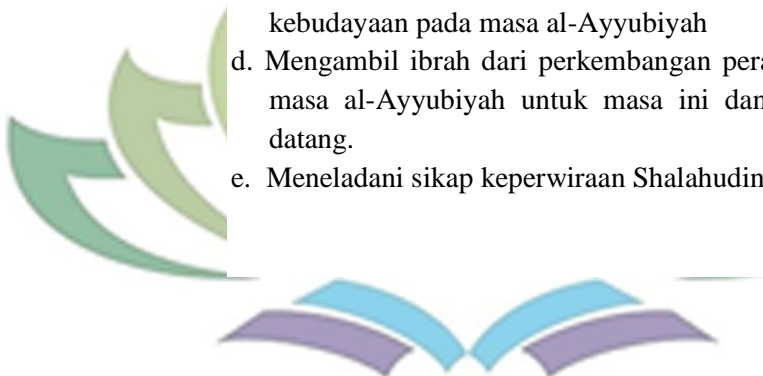 kebudayaan pada masa al-Ayyubiyah
d. Mengambil ibrah dari perkembangan
masa al-Ayyubiyah untuk masa ini dan
datang.
e. Meneladani sikap keperwiraan Shalahudin